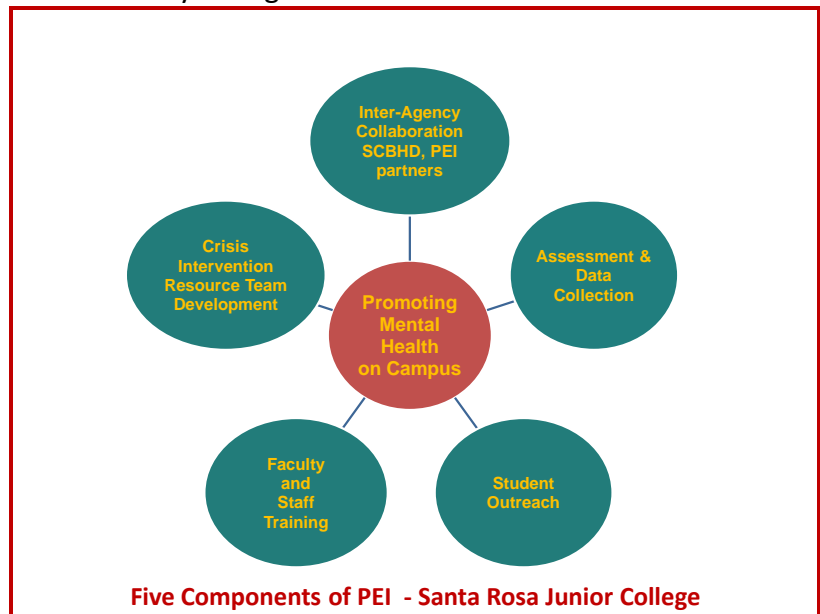 Inter-Agency
Collaboration
SCBHD, PEI
partners
Crisis
Intervention
Resource Team
Development
Assessment &
Data
Collection
Promoting
Mental
Health
on Campus
Faculty
and
Staff
Training
Student
Outreach
Five Components of PEI - Santa Rosa Junior College